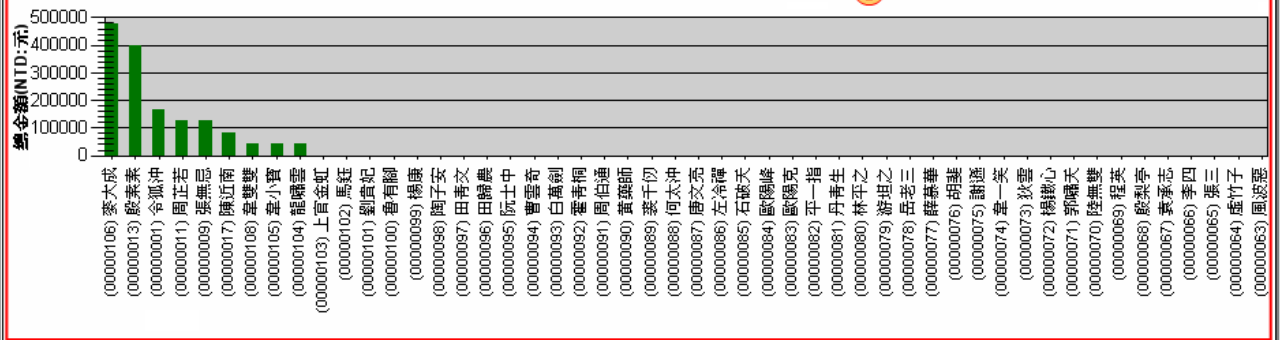 總金額(NTD:元)
500000
400000
300000
200000
100000
0
(00000106) 麥大成
(00000013) 殷素素
(00000001) 令狐沖
(00000011) 周芷若
(00000009) 張無忌
(00000017) 陳近南
(00000108) 韋雙雙
(00000105) 韋小寶
(00000104) 龍嘯雲
(00000103) 上官金虹
(00000102) 馬鈺
(00000101) 劉貴妃
(00000100) 魯有腳
(00000099) 楊康
(00000098) 陶子安
(00000097) 田青文
(00000096) 田歸農
(00000095) 阮士中
(00000094) 曹雲奇
(00000093) 白萬劍
(00000092) 霍青桐
(00000091) 周伯通
(00000090) 黃藥師
(00000089) 裘千仞
(00000088) 何太沖
(00000087) 唐文亮
(00000086) 左冷禪
(00000085) 石破天
(00000084) 歐陽峰
(00000083) 歐陽克
(00000082) 平一指
(00000081) 丹青生
(00000080) 林平之
(00000079) 游坦之
(00000078) 岳老三
(00000077) 薛慕華
(00000076) 胡斐
(00000075) 謝遜
(00000074) 韋一笑
(00000073) 狄雲
(00000072) 楊鐵心
(00000071) 郭嘯天
(00000070) 陸無雙
(00000069) 程英
(00000068) 殷梨亭
(00000067) 袁承志
(00000066) 李四
(00000065) 張三
(00000064) 虛竹子
(00000063) 風波惡